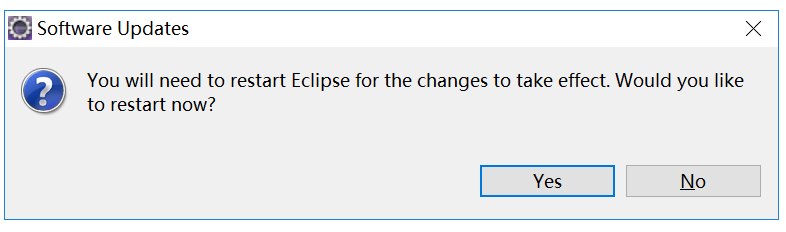 Software Updates
You will need to restart Eclipse for the changes to take effect. Would you like
to restart now?
Yes
No